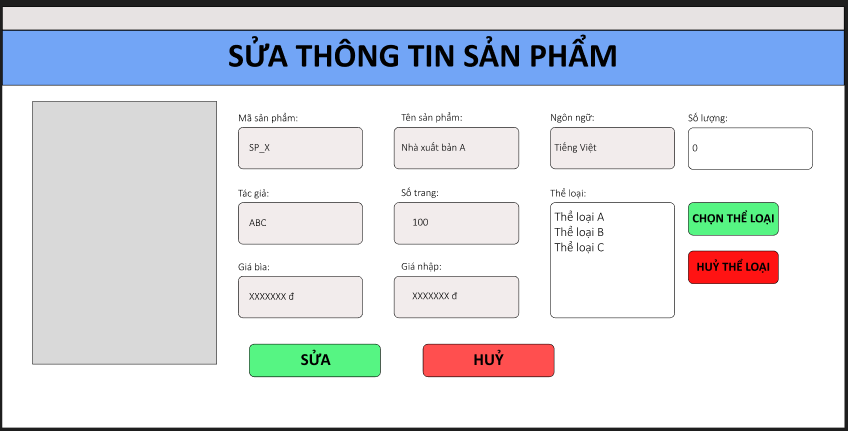 SỬA THÔNG TIN SẢN PHẨM
Mã sản phẩm:
Tên sản phẩm:
Ngôn ngữ:
Số lượng:
SP_X
Nhà xuất bản A
Tiếng Việt
0
Tác giả:
Số trang:
Thể loại:
ABC
100
Thể loại A
Thể loại B
Thể loại C
CHỌN THỂ LOẠI
HUỶ THỂ LOẠI
Giá bìa:
Giá nhập:
XXXXXXX đ
XXXXXXX đ
SỬA
HUỶ